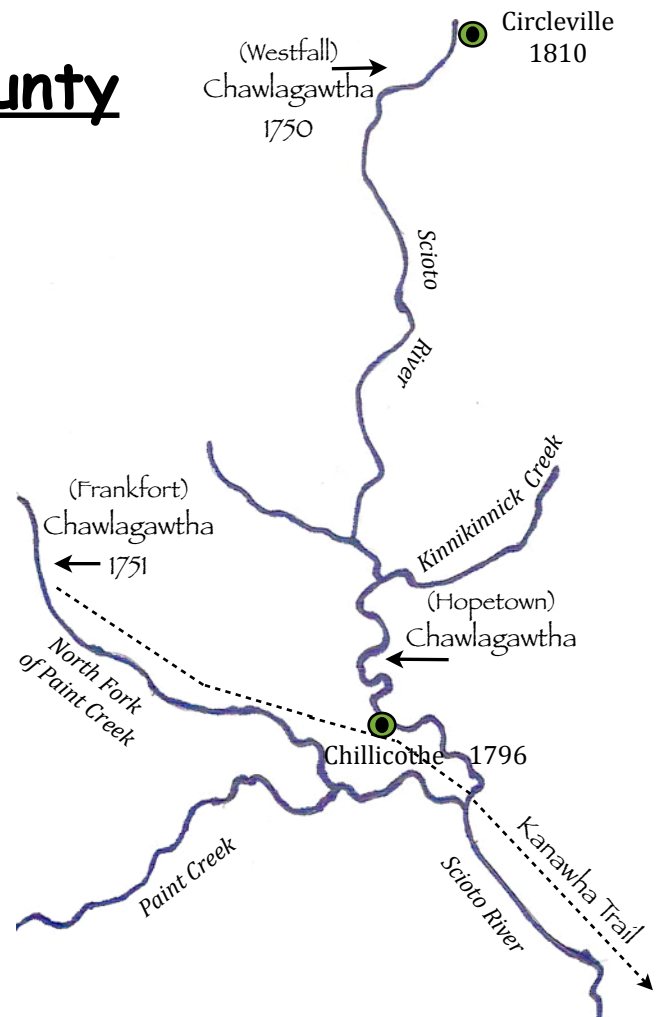 unty
Circleville
1810
(Westfall)
Chawlagawtha
1750
Scioto
River
Kinnikinnick Creek
(Frankfort)
Chawlagawtha
1751
(Hopetown)
Chawlagawtha
North Fork
of Paint Creek
Chillicothe 1796
Paint Creek
Scioto River
Kanawha Trail